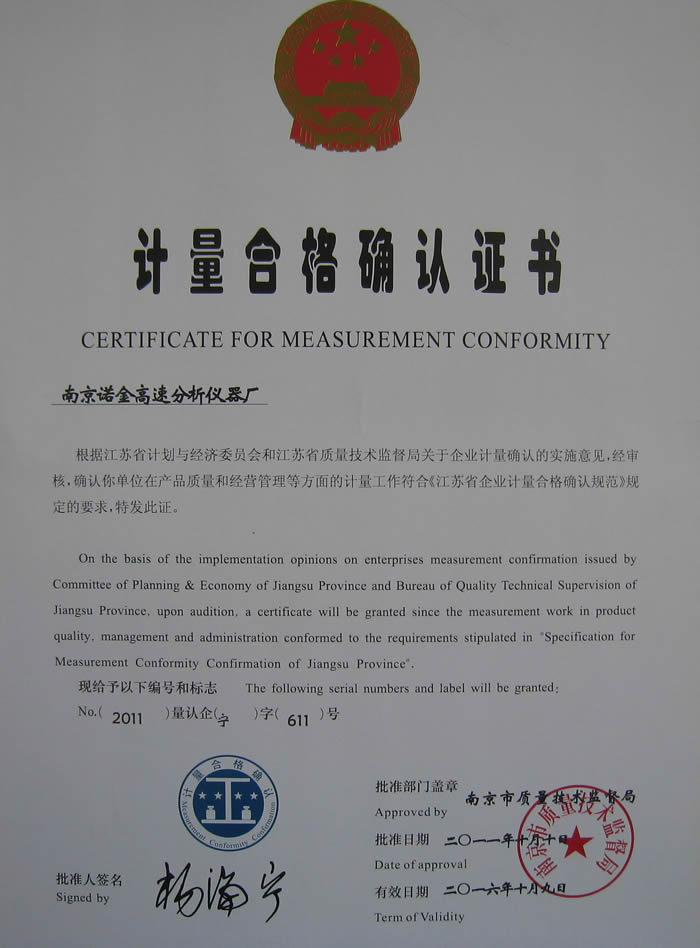 计量合格确认证书
CERTIFICATE FOR MEASUREMENT CONFORMITY
南京诺金高速分析仪器厂
根据江苏省计划与经济委员会和江苏省质量技术监督局关于企业计量确认的实施意见,经审
核,确认你单位在产品质量和经营管理等方面的计量工作符合《江苏省企业计量合格确认规范》规
定的要求,特发此证。
On the basis of the implementation opinions on enterprises measurement confirmation issued by
Committee of Planning & Economy of Jiangsu Province and Bureau of Quality Technical Supervision of
Jiangsu Province, upon audition, a certificate will be granted since the measurement work in product
quality, management and administration conformed to the requirements stipulated in "Specification for
Measurement Conformity Confirmation of Jiangsu Province".
现给予以下编号和标志 The following serial numbers and label will be granted:
No.( 2011 )量认企(宁 )字( 611 )号
计量合格确认
Measurement Conformity Confirmation
批准人签名
Signed by
杨海宁
批准部门盖章 南京市质量技术监督局
Approved by
批准日期 二〇一一年十月十日
Date of approval
有效日期 二〇一六年十月九日
Term of Validity
南京市质量技术监督局